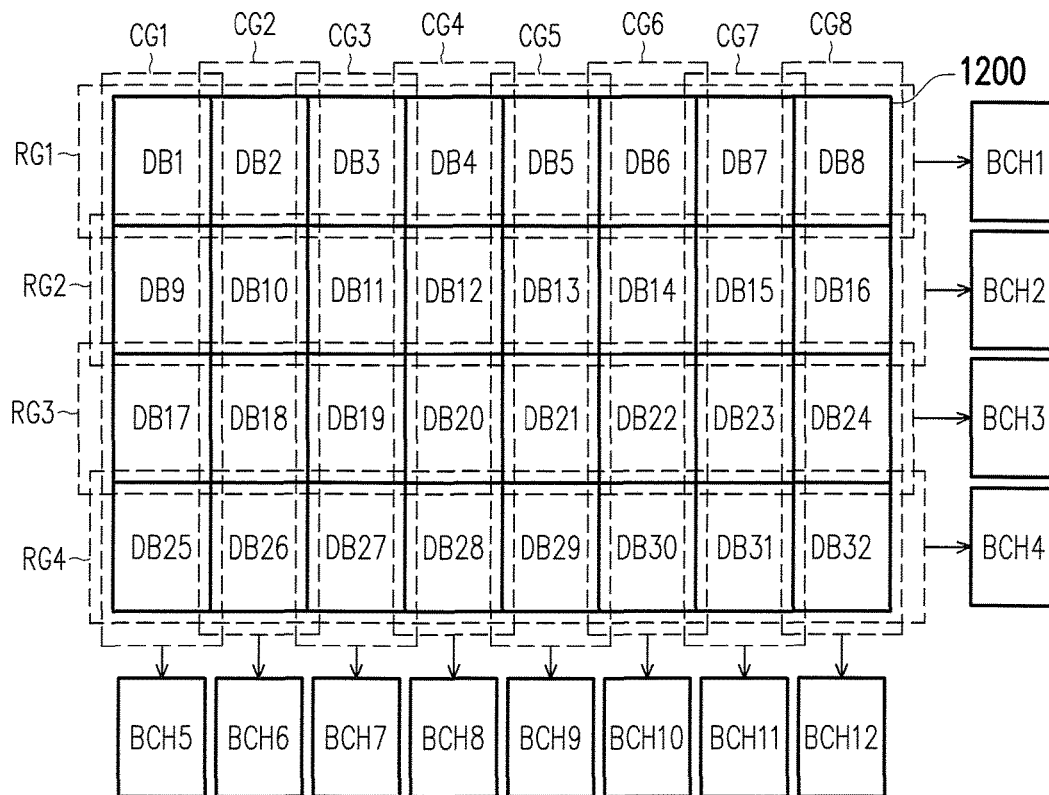 CG1 CG2 CG3 CG4 CG5 CG6 CG7 CG8
1200
RG1 DB1 DB2 DB3 DB4 DB5 DB6 DB7 DB8 BCH1
RG2 DB9 DB10 DB11 DB12 DB13 DB14 DB15 DB16 BCH2
RG3 DB17 DB18 DB19 DB20 DB21 DB22 DB23 DB24 BCH3
RG4 DB25 DB26 DB27 DB28 DB29 DB30 DB31 DB32 BCH4
BCH5 BCH6 BCH7 BCH8 BCH9 BCH10 BCH11 BCH12